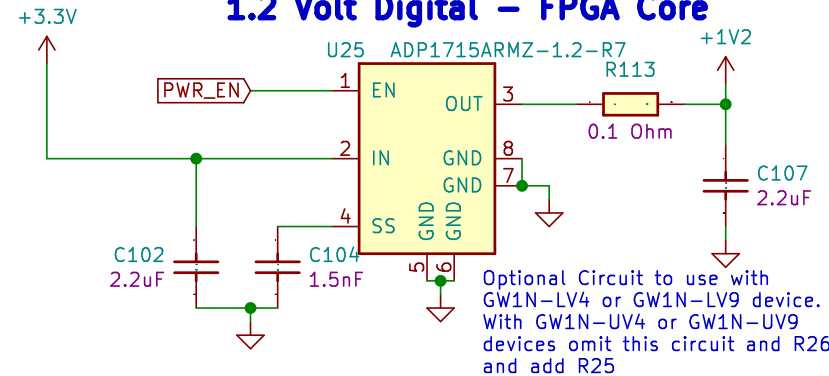 1.2 Volt Digital – FPGA Core
+3.3V
+1V2
U25 ADP1715ARMZ-1.2-R7
R113
PWR_EN
1 EN
OUT 3
0.1 Ohm
2 IN
GND 8
GND 7
C107
2.2uF
4 SS
GND GND
5 6
C102
2.2uF
C104
1.5nF
Optional Circuit to use with
GW1N-LV4 or GW1N-LV9 device.
With GW1N-UV4 or GW1N-UV9
devices omit this circuit and R26
and add R25